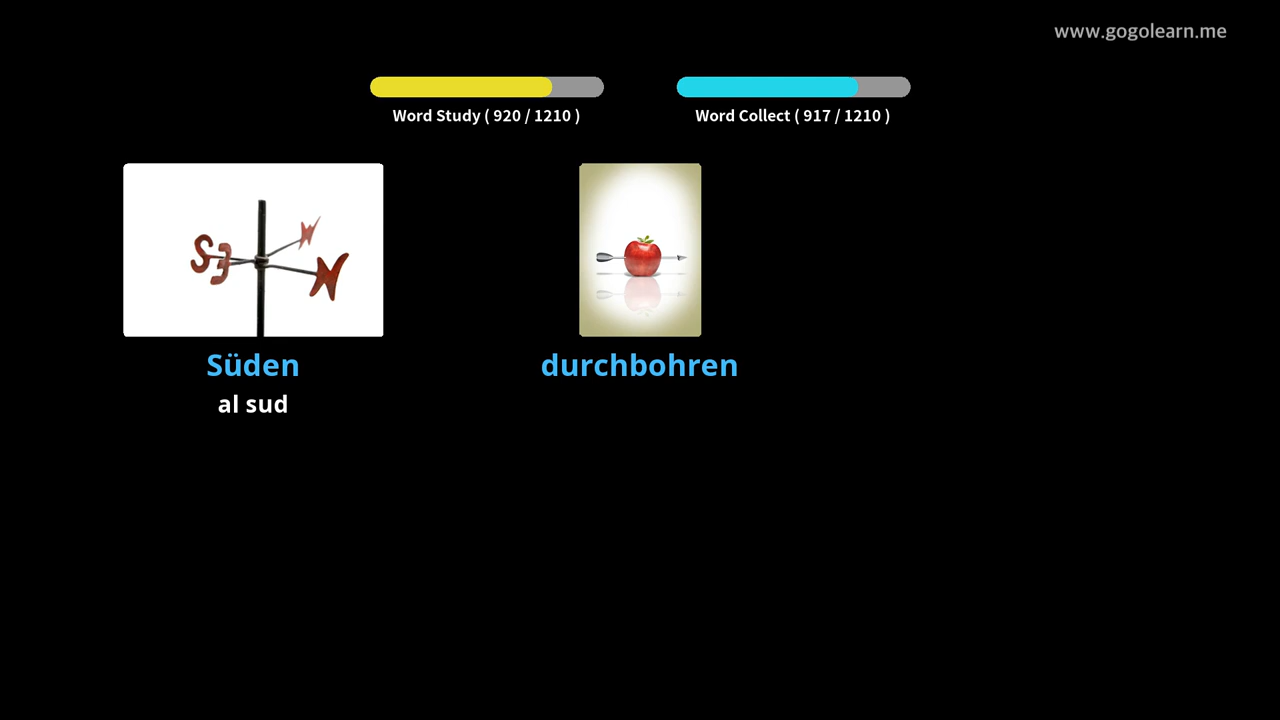 www.gogolearn.me
Word Study ( 920 / 1210 )
Word Collect ( 917 / 1210 )
S E N N
Süden
durchbohren
al sud